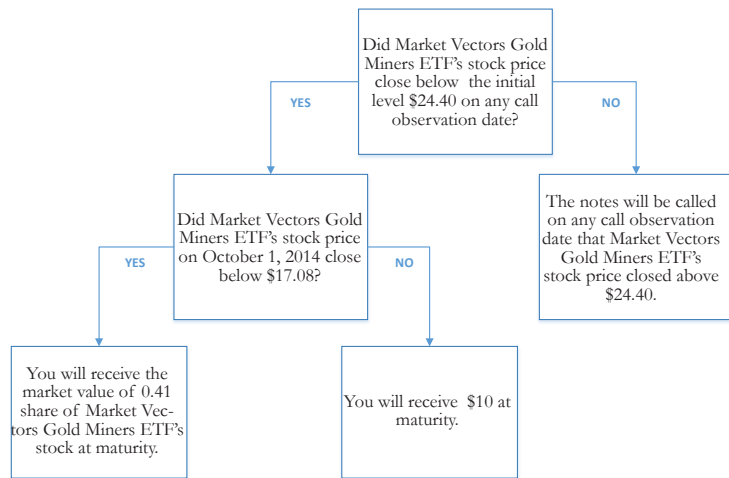 Did Market Vectors Gold
Miners ETF's stock price
close below the initial
level $24.40 on any call
observation date?
YES
NO
Did Market Vectors Gold
Miners ETF's stock price
on October 1, 2014 close
below $17.08?
The notes will be called
on any call observation
date that Market Vectors
Gold Miners ETF's
stock price closed above
$24.40.
YES
NO
You will receive the
market value of 0.41
share of Market Vec-
tors Gold Miners ETF's
stock at maturity.
You will receive $10 at
maturity.